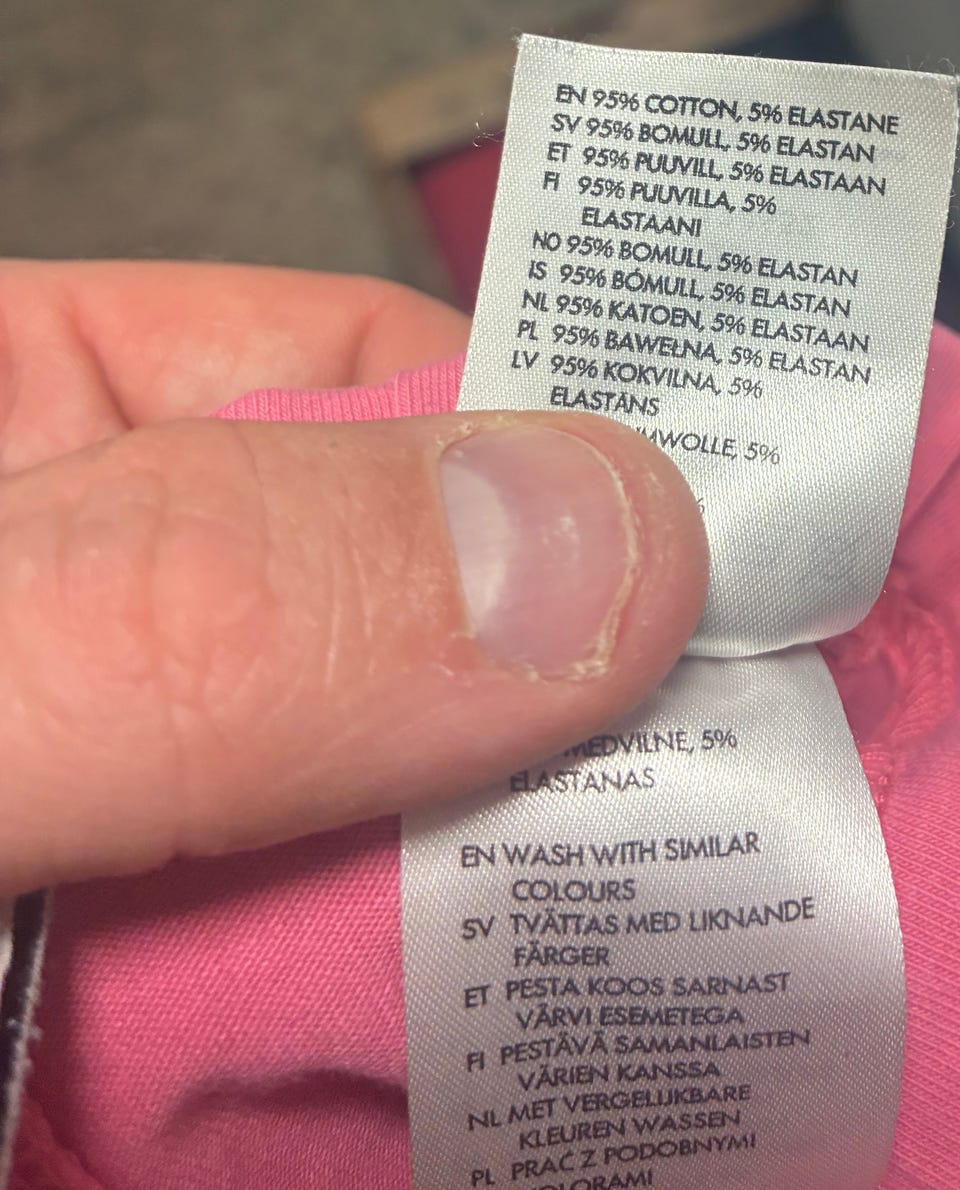 EN 95% COTTON, 5% ELASTANE
SV 95% BOMULL, 5% ELASTAN
ET 95% PUUVILL, 5% ELASTAAN
FI 95% PUUVILLA, 5%
ELASTAANI
NO 95% BOMULL, 5% ELASTAN
IS 95% BÓMULL, 5% ELASTAN
NL 95% KATOEN, 5% ELASTAAN
PL 95% BAWEŁNA, 5% ELASTAN
LV 95% KOKVILNA, 5%
ELASTĀNS
5%
MEDVILNE, 5%
ELASTANAS
EN WASH WITH SIMILAR
COLOURS
SV TVÄTTAS MED LIKNANDE
FÄRGER
ET PESTA KOOS SARNAST
VÄRVI ESEMETEGA
FI PESTÄVÄ SAMANLAISTEN
VÄRIEN KANSSA
NL MET VERGELIJKBARE
KLEUREN WASSEN
PL PRAĆ Z PODOBNYMI